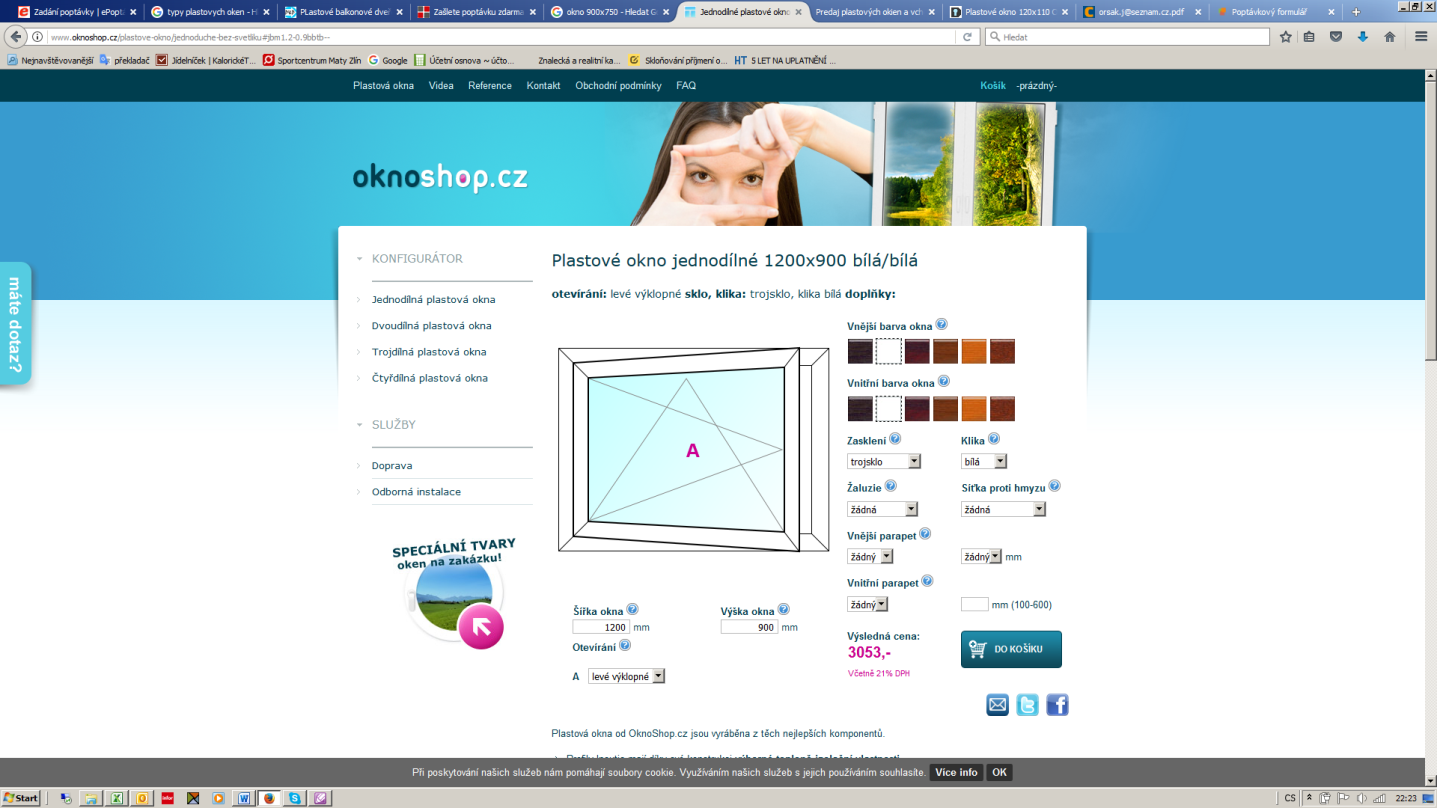 Zadání poptávky | ePopta
typy plastovych oken - H
PLastové balkonové dveř
Zašlete poptávku zdarma
okno 900x750 - Hledat G
Jednodílné plastové okno
Predaj plastových okien a vch
Plastové okno 120x110 C
orsak.j@seznam.cz.pdf
Poptávkový formulář
www.oknoshop.cz/plastove-okno/jednoduche-bez-svetliku#jbm1.2-0.9bbtb--
Hledat
Nejnavštěvovanější
překladač
Jídelníček | KalorickéT...
Sportcentrum Maty Zlín
Google
Účetní osnova ~ účto...
Znalecká a realitní ka...
Skloňování příjmení o...
HT 5 LET NA UPLATNĚNÍ ...
Plastová okna Videa Reference Kontakt Obchodní podmínky FAQ Košík -prázdný-
oknoshop.cz
máte dotaz?
KONFIGURÁTOR
Jednodílná plastová okna
Dvoudílná plastová okna
Trojdílná plastová okna
Čtyřdílná plastová okna
SLUŽBY
Doprava
Odborná instalace
SPECIÁLNÍ TVARY
oken na zakázku!
Plastové okno jednodílné 1200x900 bílá/bílá
otevírání: levé výklopné sklo, klika: trojsklo, klika bílá doplňky:
A
Šířka okna Výška okna
1200 mm 900 mm
Otevírání
A levé výklopné
Vnější barva okna
Vnitřní barva okna
Zasklení Klika
trojsklo bílá
Žaluzie Síťka proti hmyzu
žádná žádná
Vnější parapet
žádný žádný mm
Vnitřní parapet
žádný mm (100-600)
Výsledná cena:
3053,-
Včetně 21% DPH
DO KOŠÍKU
Plastová okna od OknoShop.cz jsou vyráběna z těch nejlepších komponentů.
Při poskytování našich služeb nám pomáhají soubory cookie. Využíváním našich služeb s jejich používáním souhlasíte. Více info OK
Start
CS 22:23